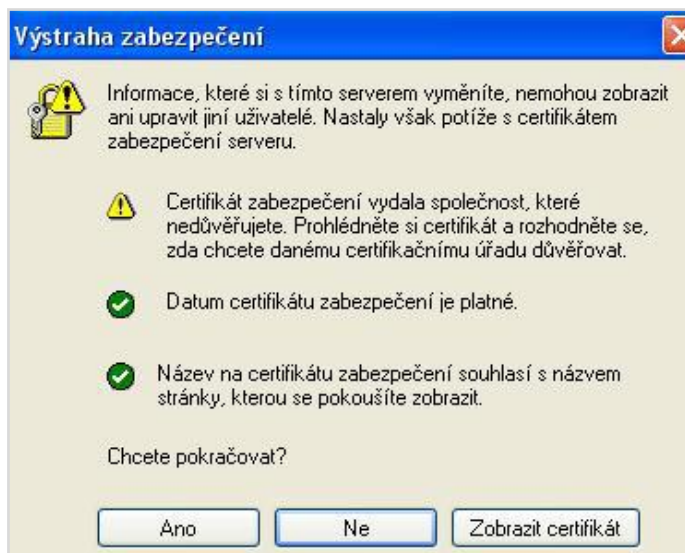 Výstraha zabezpečení
Informace, které si s tímto serverem vyměníte, nemohou zobrazit
ani upravit jiní uživatelé. Nastaly však potíže s certifikátem
zabezpečení serveru.
Certifikát zabezpečení vydala společnost, které
nedůvěřujete. Prohlédněte si certifikát a rozhodněte se,
zda chcete danému certifikačnímu úřadu důvěřovat.
Datum certifikátu zabezpečení je platné.
Název na certifikátu zabezpečení souhlasí s názvem
stránky, kterou se pokoušíte zobrazit.
Chcete pokračovat?
Ano
Ne
Zobrazit certifikát